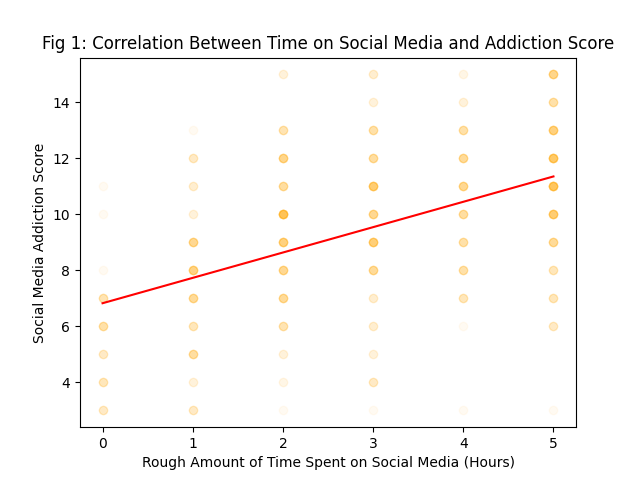 Fig 1: Correlation Between Time on Social Media and Addiction Score
14
12
10
8
6
4
Social Media Addiction Score
0 1 2 3 4 5
Rough Amount of Time Spent on Social Media (Hours)